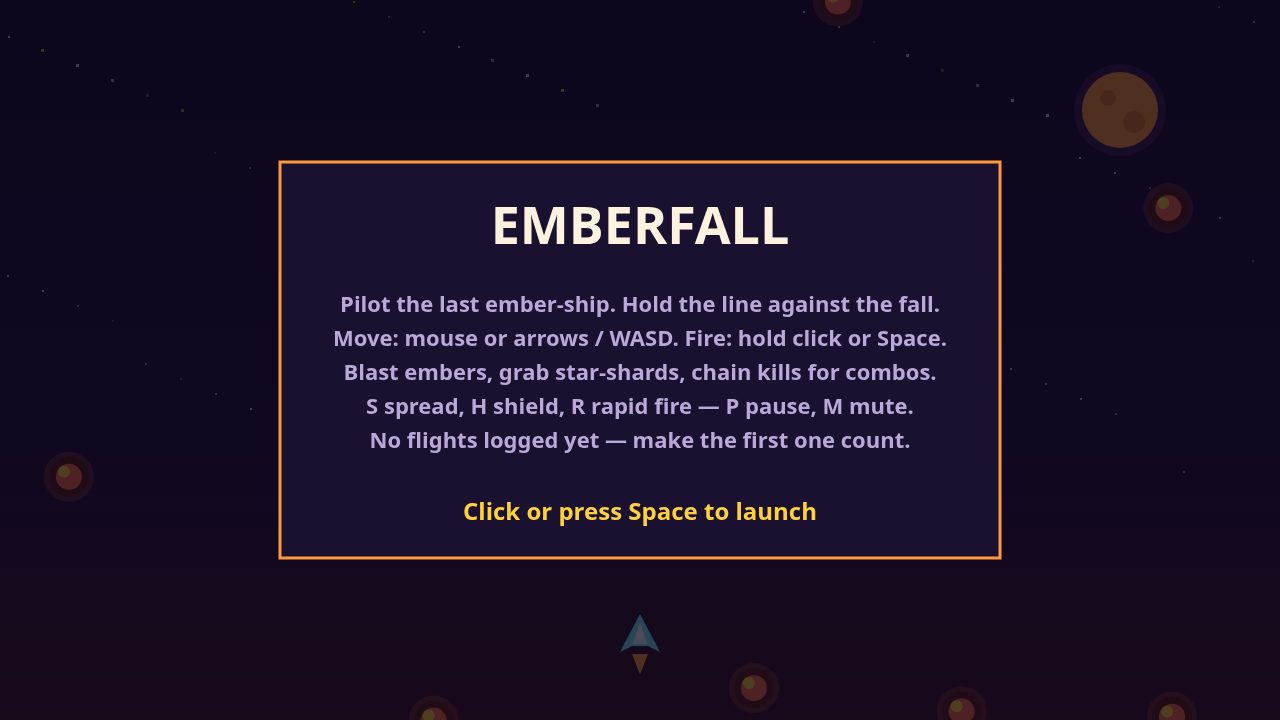 EMBERFALL
Pilot the last ember-ship. Hold the line against the fall.
Move: mouse or arrows / WASD. Fire: hold click or Space.
Blast embers, grab star-shards, chain kills for combos.
S spread, H shield, R rapid fire — P pause, M mute.
No flights logged yet — make the first one count.
Click or press Space to launch